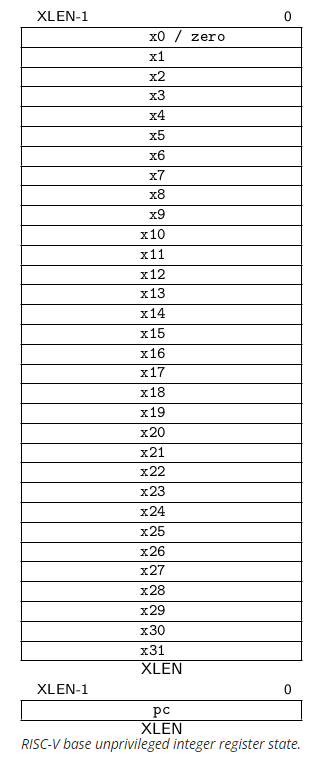 XLEN-1 0
x0 / zero
x1
x2
x3
x4
x5
x6
x7
x8
x9
x10
x11
x12
x13
x14
x15
x16
x17
x18
x19
x20
x21
x22
x23
x24
x25
x26
x27
x28
x29
x30
x31
XLEN
XLEN-1 0
pc
XLEN
RISC-V base unprivileged integer register state.